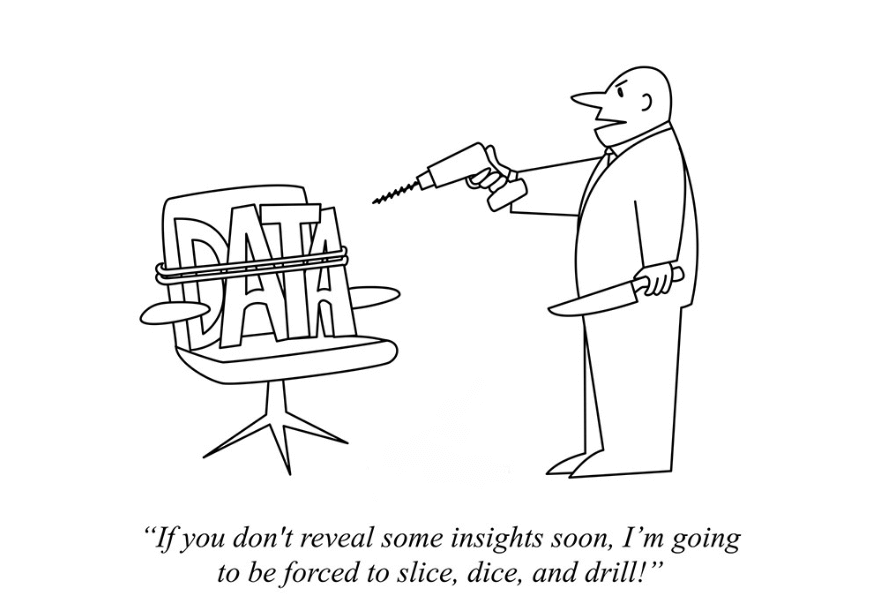 DATA
“If you don't reveal some insights soon, I’m going
to be forced to slice, dice, and drill!”